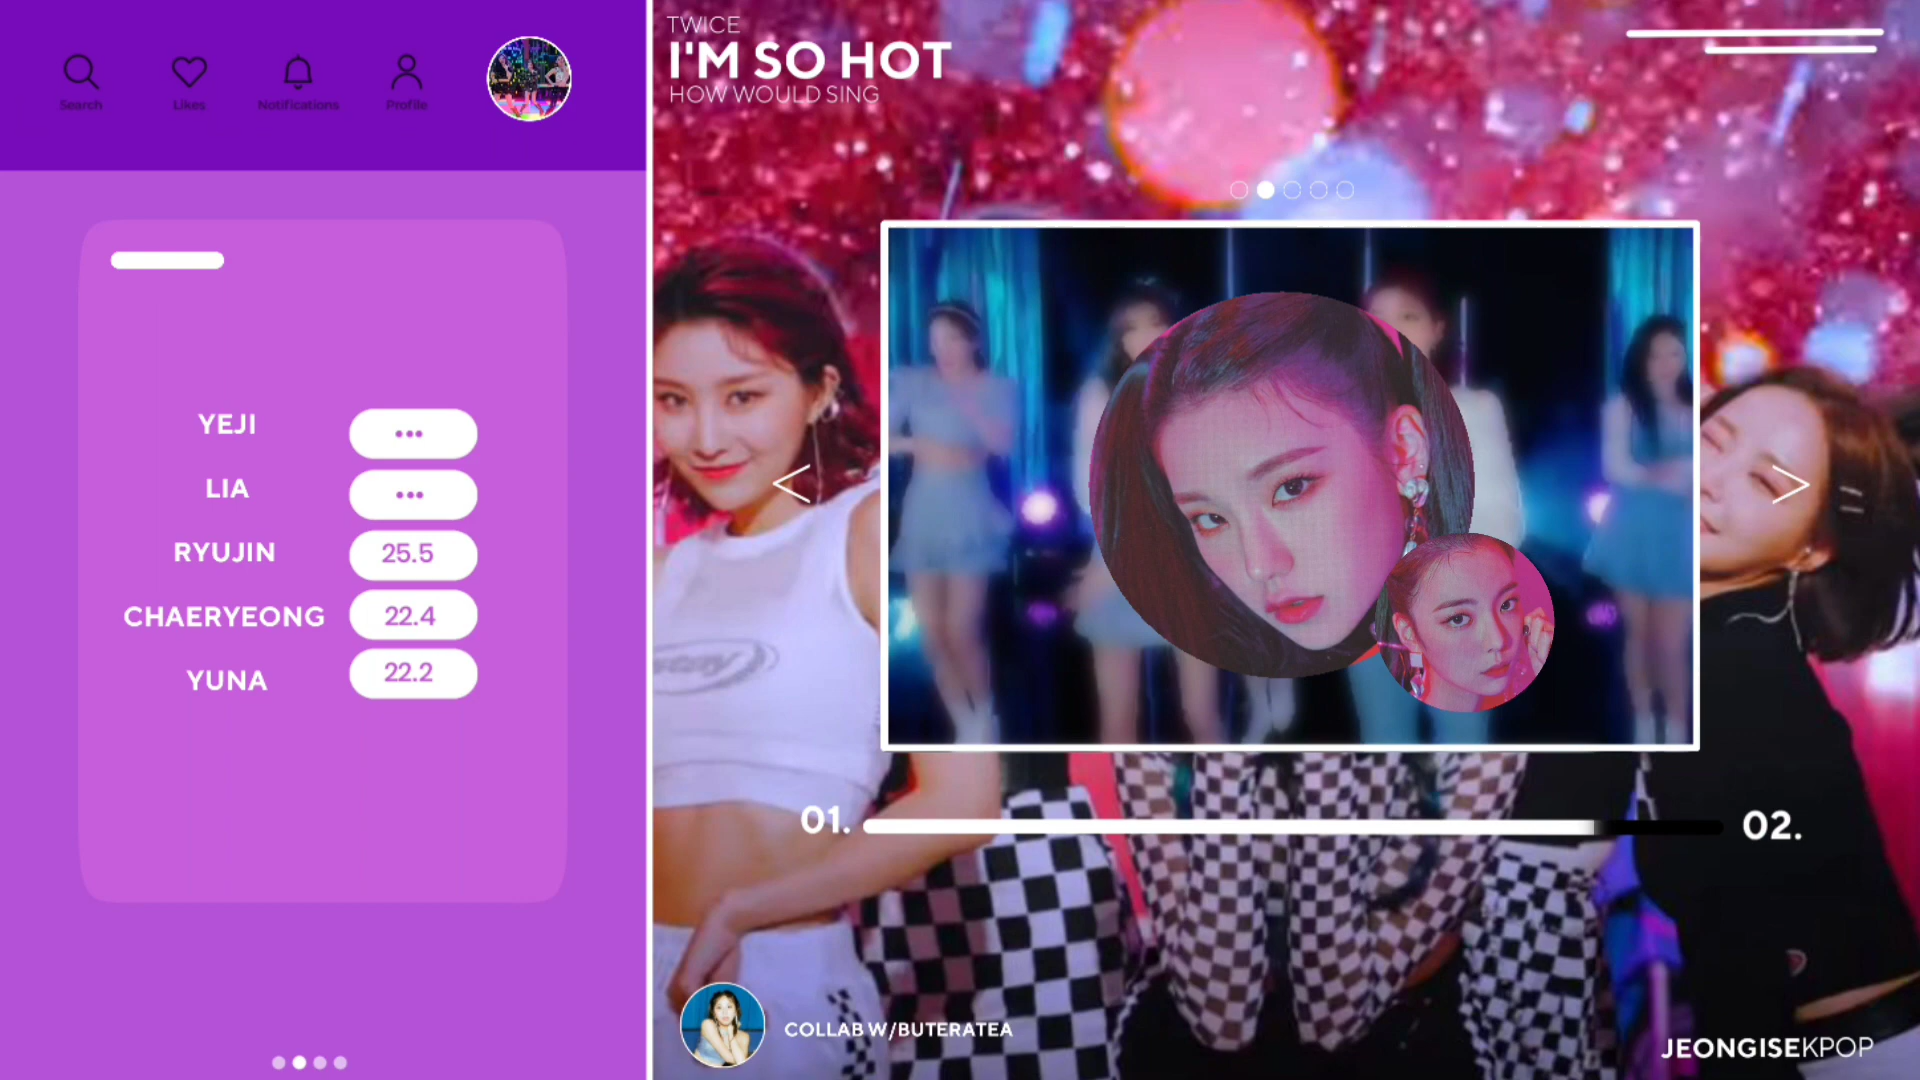 Search
Likes
Notifications
Profile
YEJI
•••
LIA
•••
RYUJIN
25.5
CHAERYEONG
22.4
YUNA
22.2
TWICE
I'M SO HOT
HOW WOULD SING
<
>
01.
02.
COLLAB W/BUTERATEA
JEONGISEKPOP